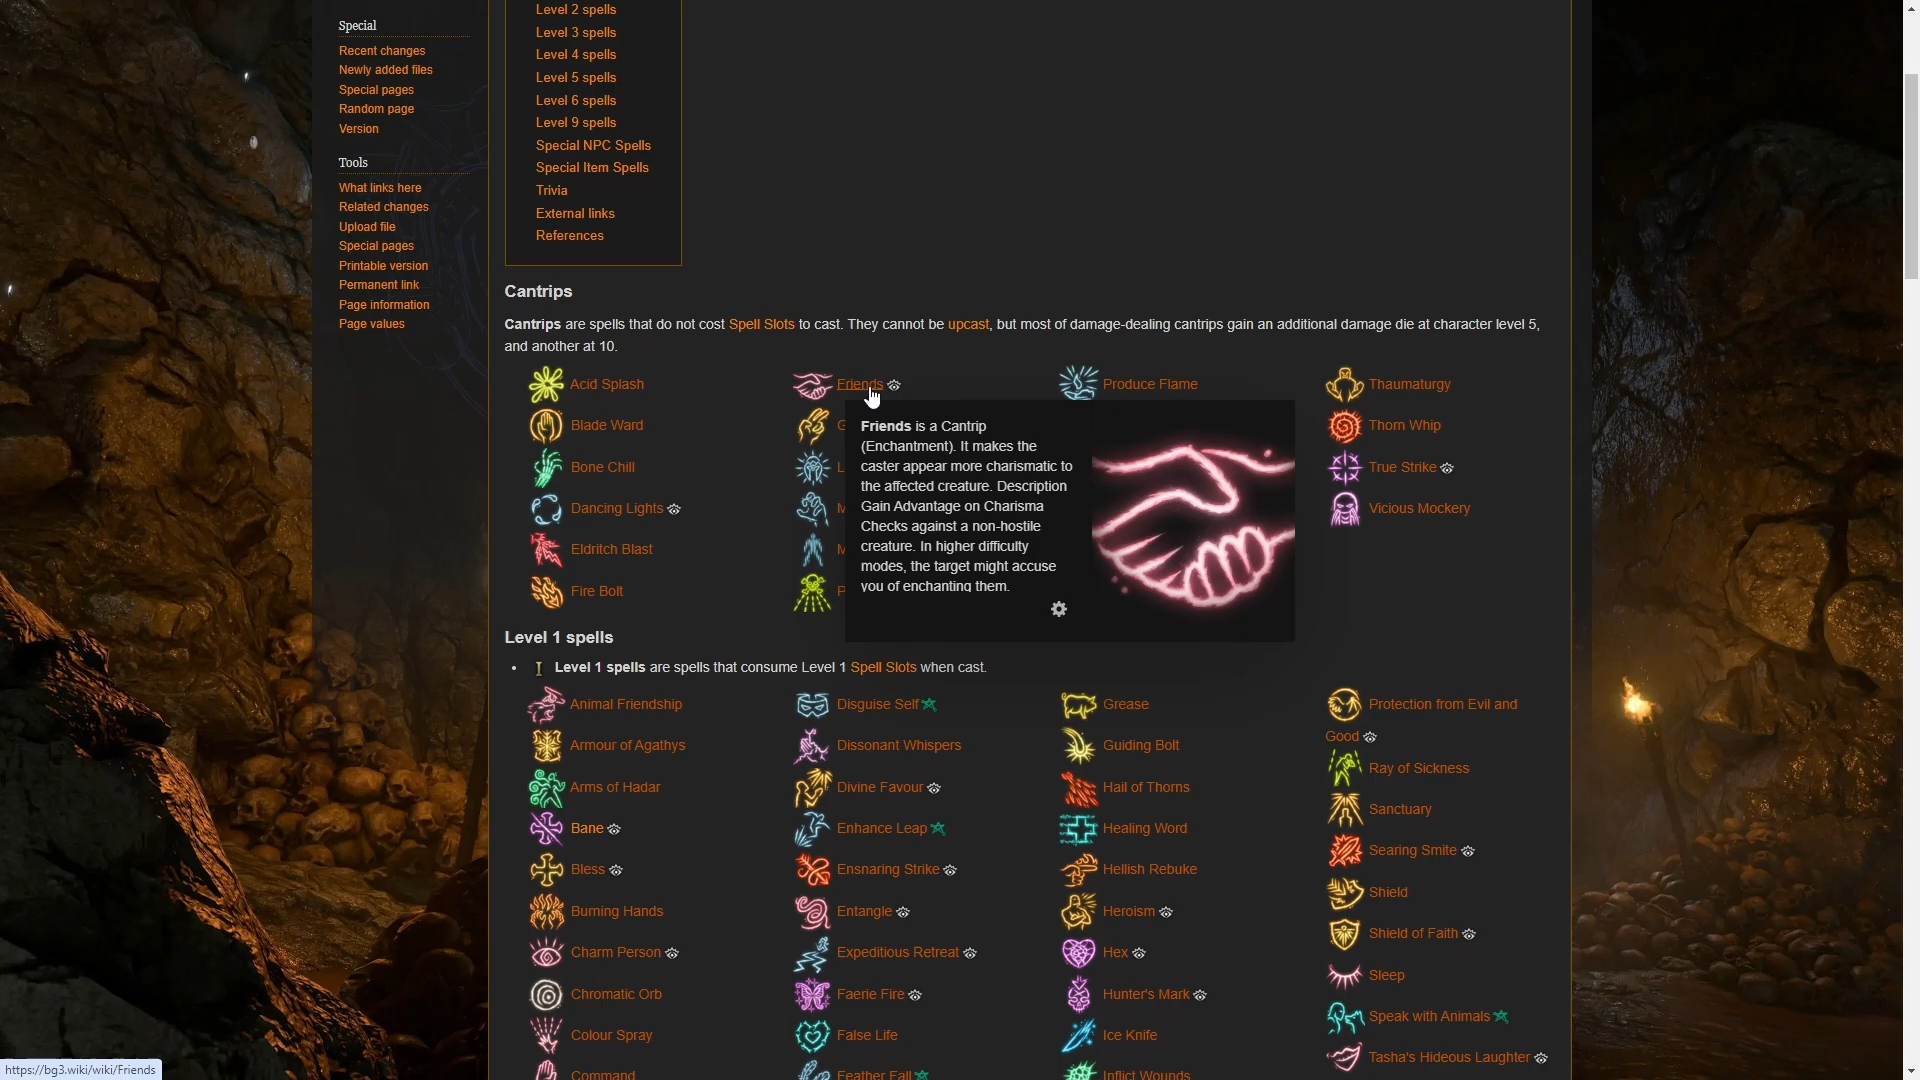 Special
Recent changes
Newly added files
Special pages
Random page
Version
Tools
What links here
Related changes
Upload file
Special pages
Printable version
Permanent link
Page information
Page values
Level 2 spells
Level 3 spells
Level 4 spells
Level 5 spells
Level 6 spells
Level 9 spells
Special NPC Spells
Special Item Spells
Trivia
External links
References
Cantrips
Cantrips are spells that do not cost Spell Slots to cast. They cannot be upcast, but most of damage-dealing cantrips gain an additional damage die at character level 5,
and another at 10.
Acid Splash
Blade Ward
Bone Chill
Dancing Lights
Eldritch Blast
Fire Bolt
Friends
G
L
M
M
P
Friends is a Cantrip
(Enchantment). It makes the
caster appear more charismatic to
the affected creature. Description
Gain Advantage on Charisma
Checks against a non-hostile
creature. In higher difficulty
modes, the target might accuse
you of enchanting them.
Produce Flame
Thaumaturgy
Thorn Whip
True Strike
Vicious Mockery
Level 1 spells
• I Level 1 spells are spells that consume Level 1 Spell Slots when cast.
Animal Friendship
Armour of Agathys
Arms of Hadar
Bane
Bless
Burning Hands
Charm Person
Chromatic Orb
Colour Spray
Command
Disguise Self
Dissonant Whispers
Divine Favour
Enhance Leap
Ensnaring Strike
Entangle
Expeditious Retreat
Faerie Fire
False Life
Feather Fall
Grease
Guiding Bolt
Hail of Thorns
Healing Word
Hellish Rebuke
Heroism
Hex
Hunter's Mark
Ice Knife
Inflict Wounds
Protection from Evil and
Good
Ray of Sickness
Sanctuary
Searing Smite
Shield
Shield of Faith
Sleep
Speak with Animals
Tasha's Hideous Laughter
https://bg3.wiki/wiki/Friends